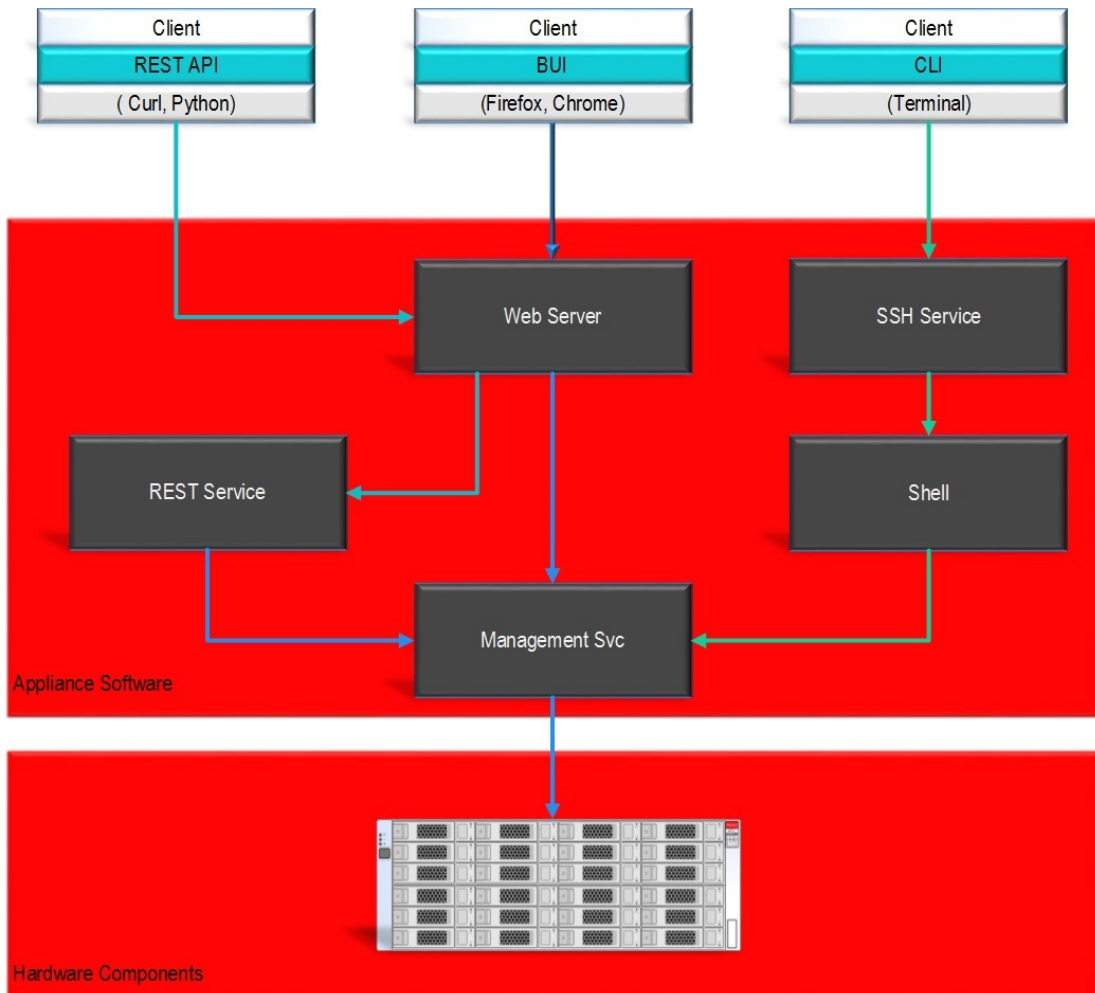 Client
REST API
( Curl, Python)
Client
BUI
(Firefox, Chrome)
Client
CLI
(Terminal)
Web Server
SSH Service
REST Service
Shell
Management Svc
Appliance Software
Hardware Components